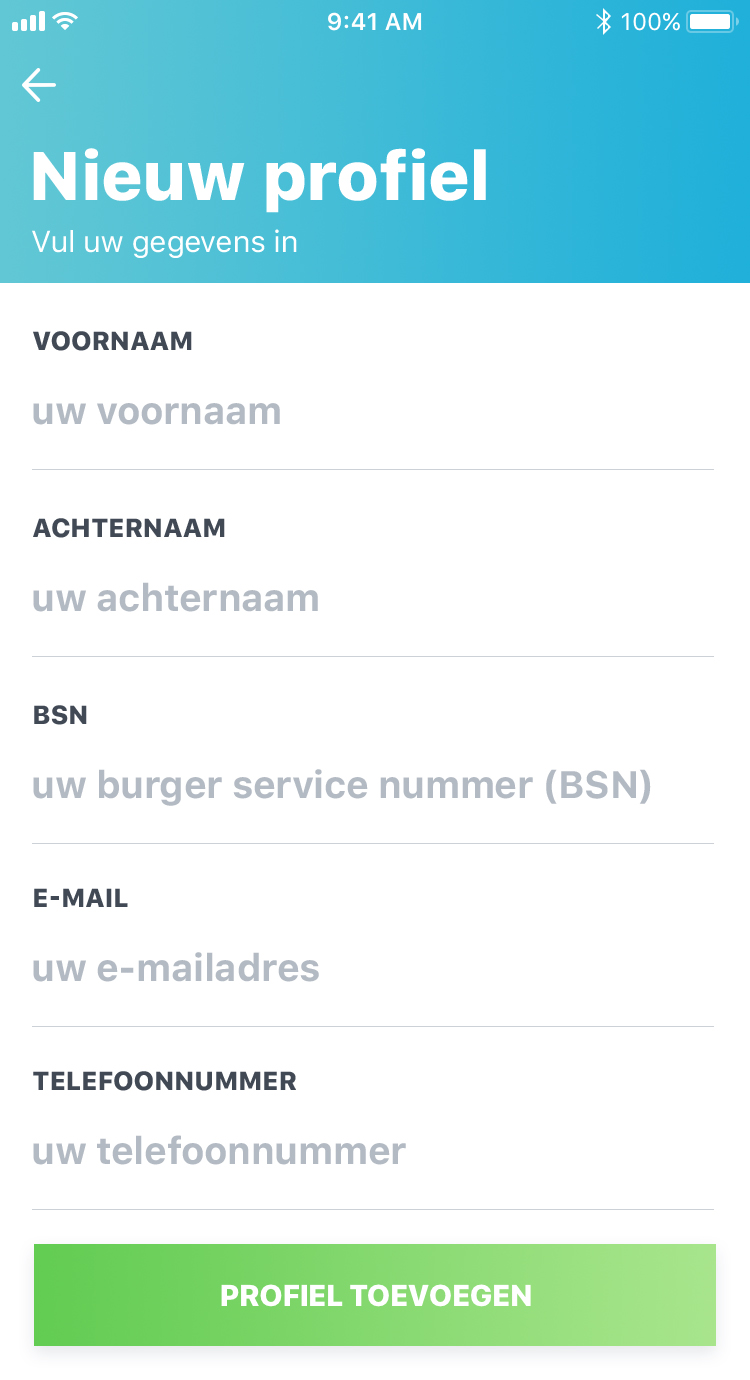 9:41 AM 100%
Nieuw profiel
Vul uw gegevens in
VOORNAAM
uw voornaam
ACHTERNAAM
uw achternaam
BSN
uw burger service nummer (BSN)
E-MAIL
uw e-mailadres
TELEFOONNUMMER
uw telefoonnummer
PROFIEL TOEVOEGEN